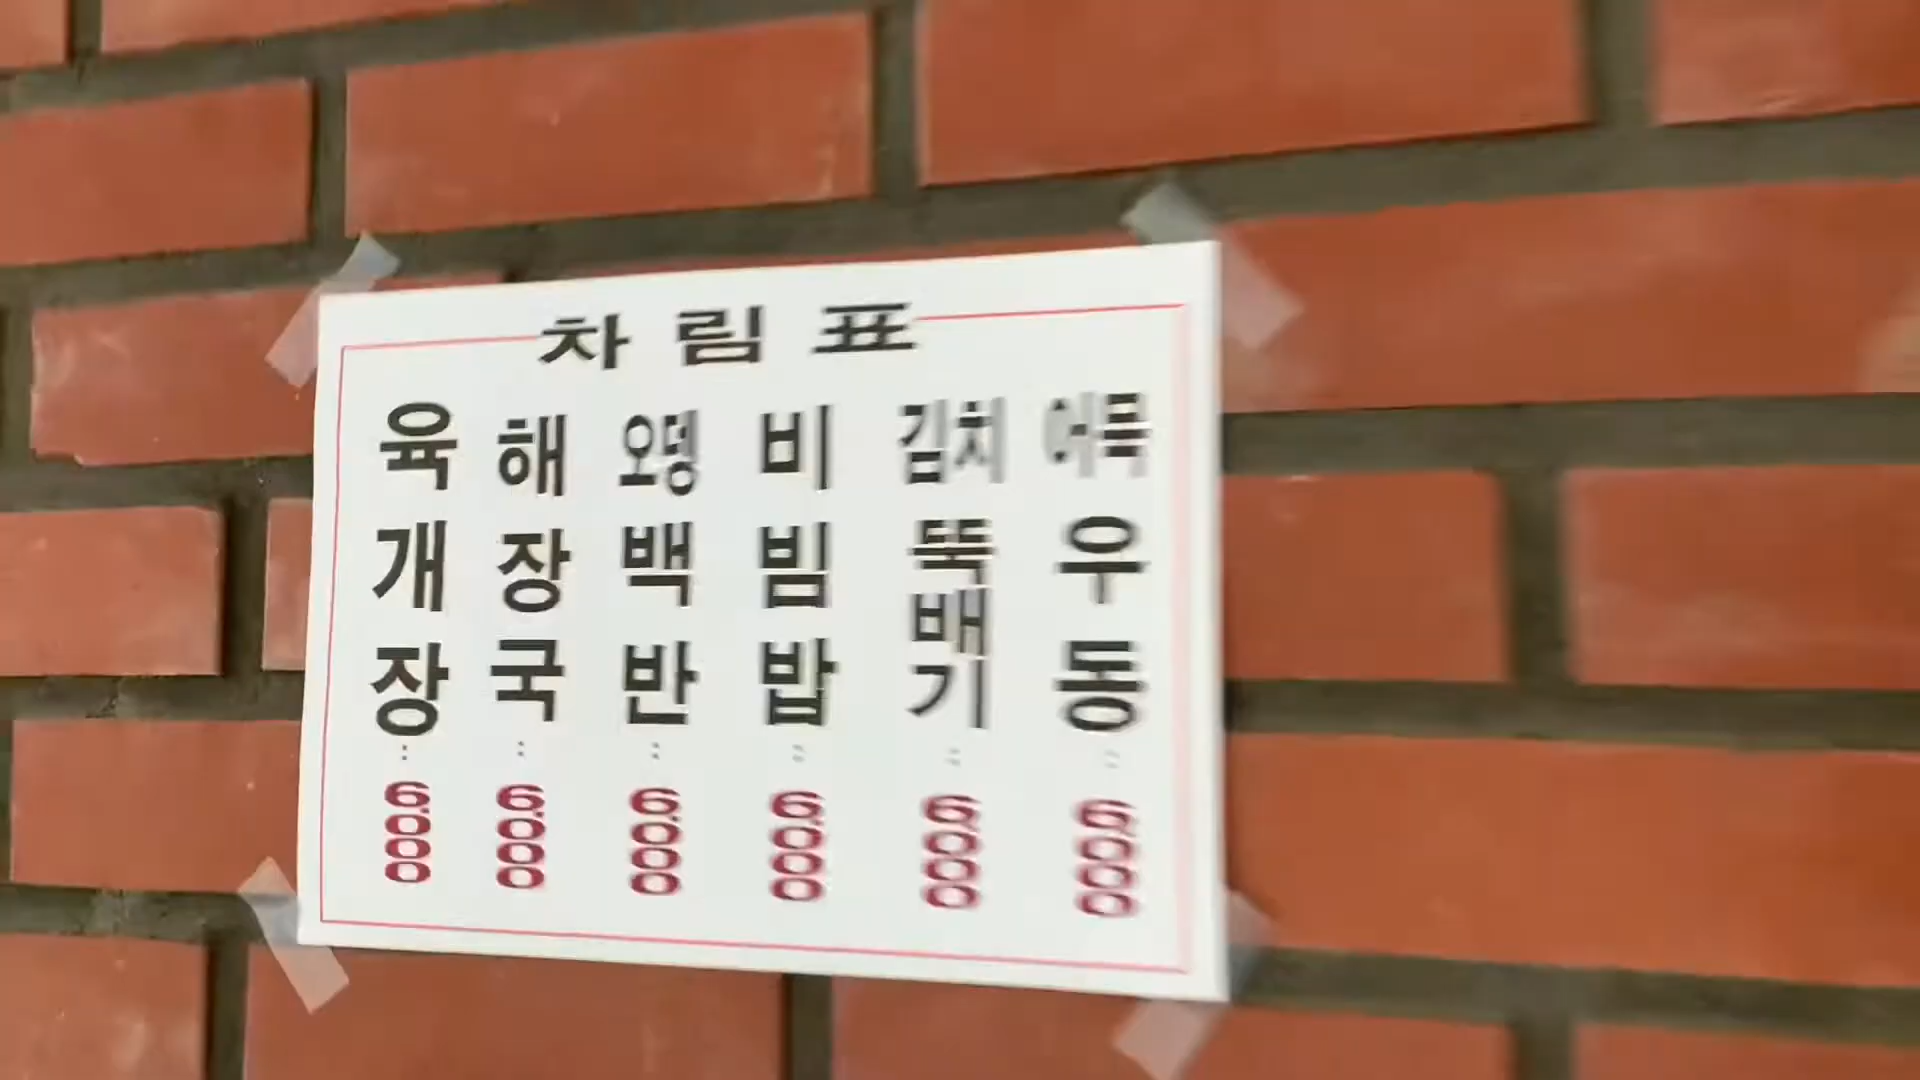 차림표
육개장 : 6,000
해장국 : 6,000
오뎅백반 : 6,000
비빔밥 : 6,000
김치뚝배기 : 6,000
어묵우동 : 6,000